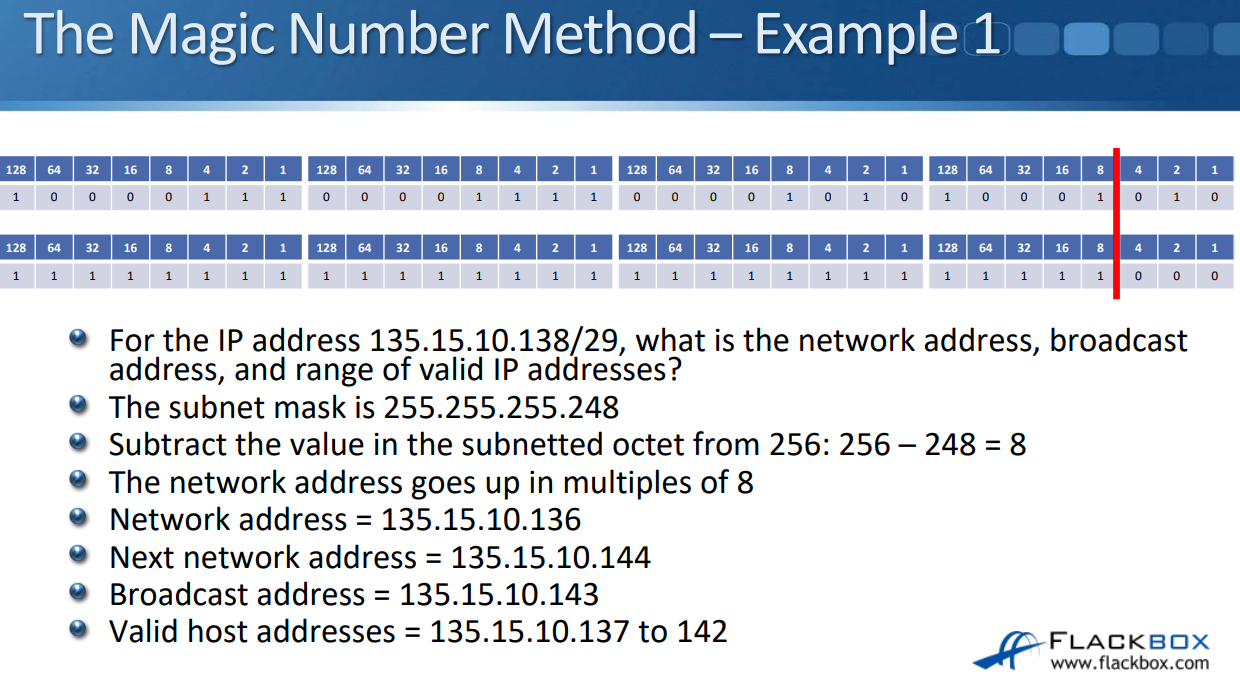 The Magic Number Method – Example 1
128 64 32 16 8 4 2 1 128 64 32 16 8 4 2 1 128 64 32 16 8 4 2 1 128 64 32 16 8 4 2 1
1 0 0 0 0 1 1 1 0 0 0 0 1 1 1 1 0 0 0 0 1 0 1 0 1 0 0 0 1 0 1 0
128 64 32 16 8 4 2 1 128 64 32 16 8 4 2 1 128 64 32 16 8 4 2 1 128 64 32 16 8 4 2 1
1 1 1 1 1 1 1 1 1 1 1 1 1 1 1 1 1 1 1 1 1 1 1 1 1 1 1 1 1 0 0 0
For the IP address 135.15.10.138/29, what is the network address, broadcast
address, and range of valid IP addresses?
The subnet mask is 255.255.255.248
Subtract the value in the subnetted octet from 256: 256 – 248 = 8
The network address goes up in multiples of 8
Network address = 135.15.10.136
Next network address = 135.15.10.144
Broadcast address = 135.15.10.143
Valid host addresses = 135.15.10.137 to 142
FLACKBOX
www.flackbox.com